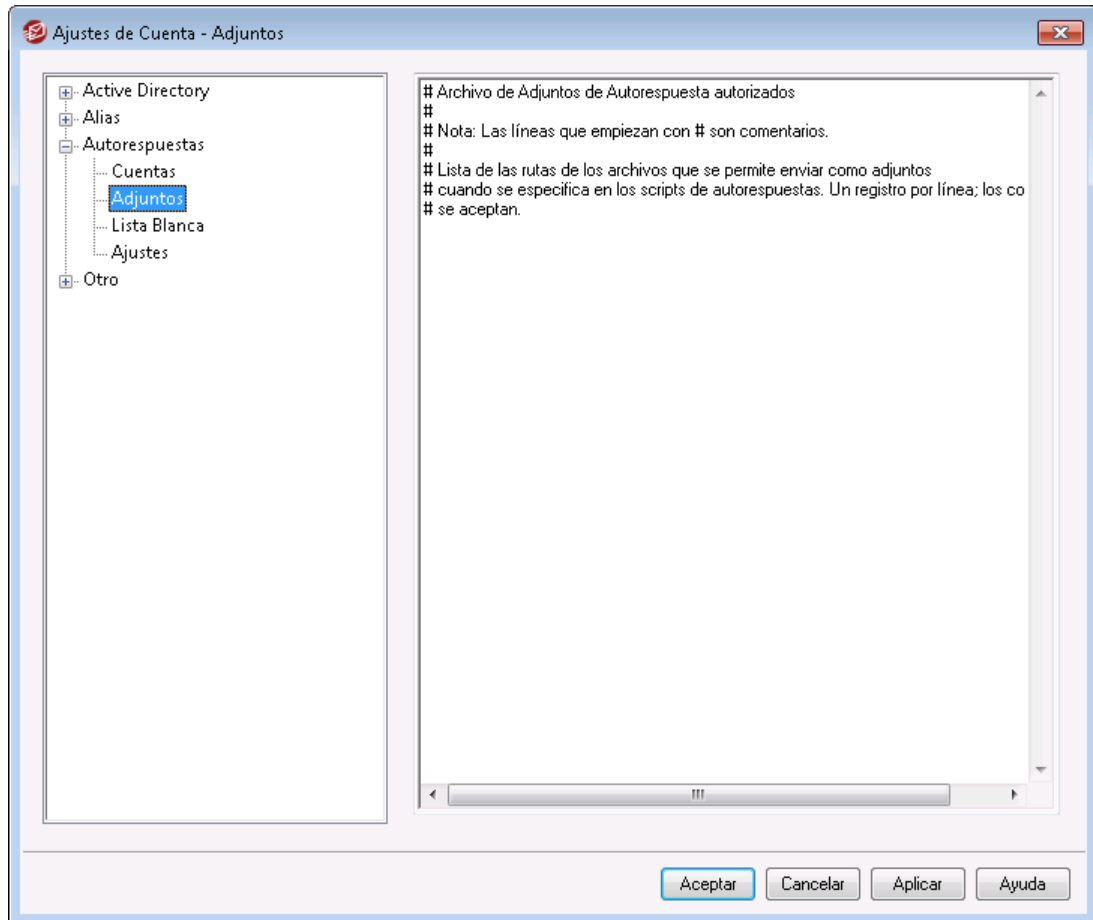 Ajustes de Cuenta - Adjuntos
Active Directory
Alias
Autorespuestas
Cuentas
Adjuntos
Lista Blanca
Ajustes
Otro
# Archivo de Adjuntos de Autorespuesta autorizados
#
# Nota: Las líneas que empiezan con # son comentarios.
#
# Lista de las rutas de los archivos que se permite enviar como adjuntos
# cuando se especifica en los scripts de autorespuestas. Un registro por línea; los co
# se aceptan.
Aceptar
Cancelar
Aplicar
Ayuda